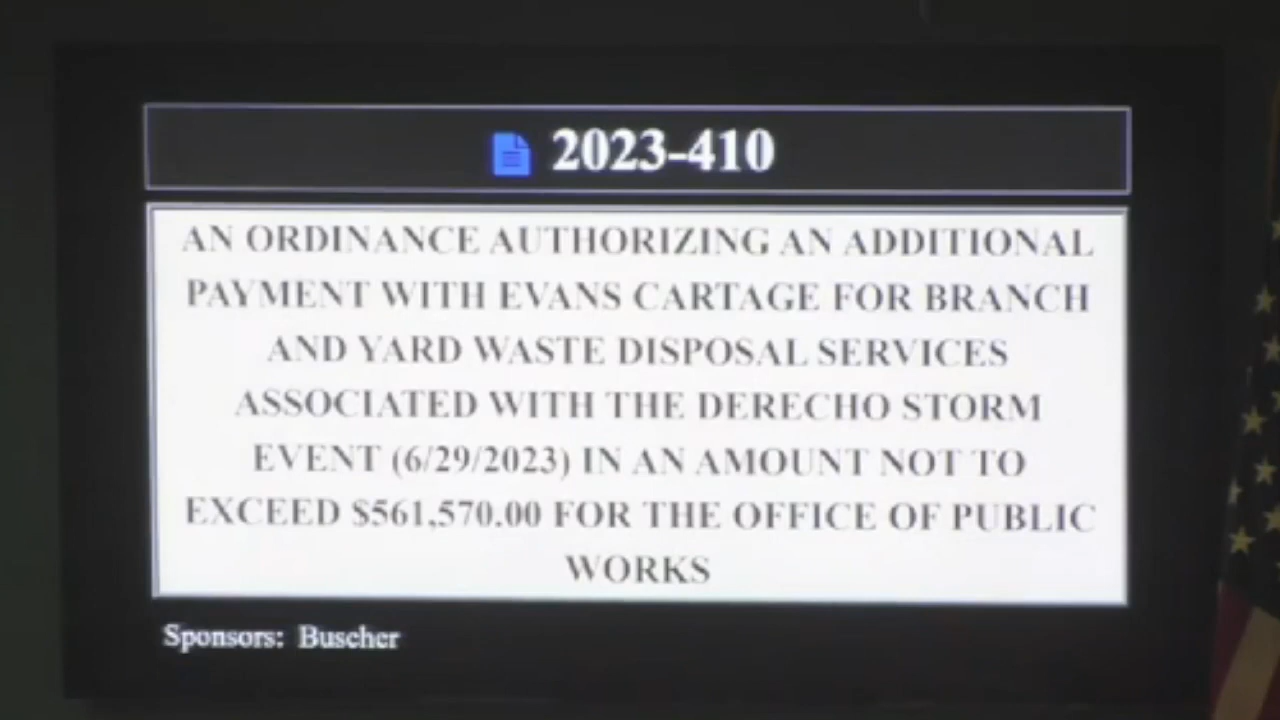 2023-410
AN ORDINANCE AUTHORIZING AN ADDITIONAL
PAYMENT WITH EVANS CARTAGE FOR BRANCH
AND YARD WASTE DISPOSAL SERVICES
ASSOCIATED WITH THE DERECHO STORM
EVENT (6/29/2023) IN AN AMOUNT NOT TO
EXCEED $561,570.00 FOR THE OFFICE OF PUBLIC
WORKS
Sponsors: Buscher